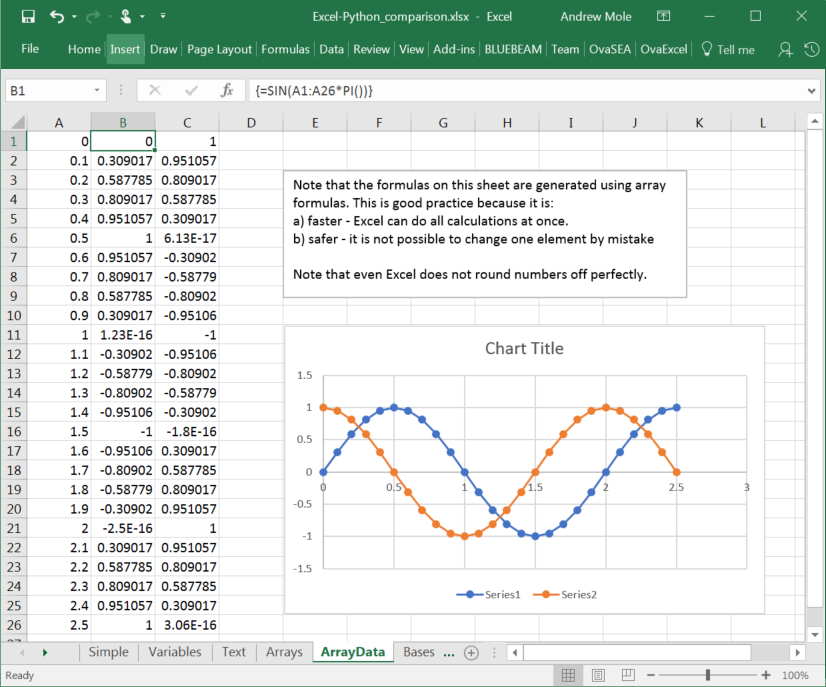 Excel-Python_comparison.xlsx - Excel Andrew Mole
File Home Insert Draw Page Layout Formulas Data Review View Add-ins BLUEBEAM Team OvaSEA OvaExcel Tell me
B1 fx {=SIN(A1:A26*PI())}
A B C D E F G H I J K L
1 0 0 1
2 0.1 0.309017 0.951057
3 0.2 0.587785 0.809017
4 0.3 0.809017 0.587785
5 0.4 0.951057 0.309017
6 0.5 1 6.13E-17
7 0.6 0.951057 -0.30902
8 0.7 0.809017 -0.58779
9 0.8 0.587785 -0.80902
10 0.9 0.309017 -0.95106
11 1 1.23E-16 -1
12 1.1 -0.30902 -0.95106
13 1.2 -0.58779 -0.80902
14 1.3 -0.80902 -0.58779
15 1.4 -0.95106 -0.30902
16 1.5 -1 -1.8E-16
17 1.6 -0.95106 0.309017
18 1.7 -0.80902 0.587785
19 1.8 -0.58779 0.809017
20 1.9 -0.30902 0.951057
21 2 -2.5E-16 1
22 2.1 0.309017 0.951057
23 2.2 0.587785 0.809017
24 2.3 0.809017 0.587785
25 2.4 0.951057 0.309017
26 2.5 1 3.06E-16
Note that the formulas on this sheet are generated using array
formulas. This is good practice because it is:
a) faster - Excel can do all calculations at once.
b) safer - it is not possible to change one element by mistake
Note that even Excel does not round numbers off perfectly.
Chart Title
1.5
1
0.5
0
0 0.5 1 1.5 2 2.5 3
-0.5
-1
-1.5
Series1 Series2
Simple Variables Text Arrays ArrayData Bases ...
Ready 100%